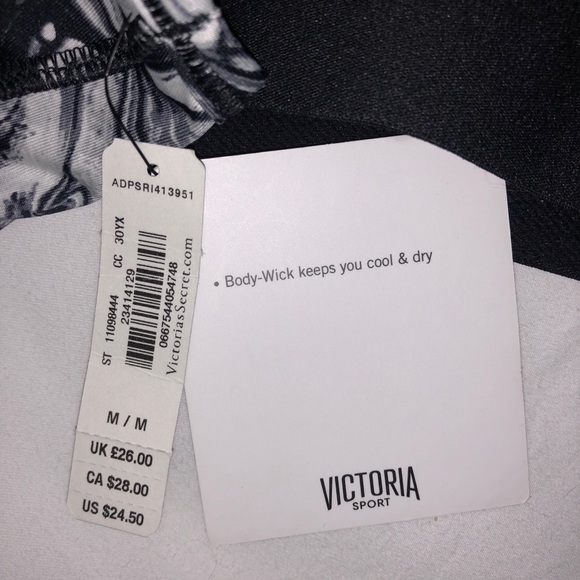 ADPSRI413951
ST 11098444 CC 30YX
23414129
0667544054748
VictoriasSecret.com
M / M
UK £26.00
CA $28.00
US $24.50
• Body-Wick keeps you cool & dry
VICTORIA
SPORT